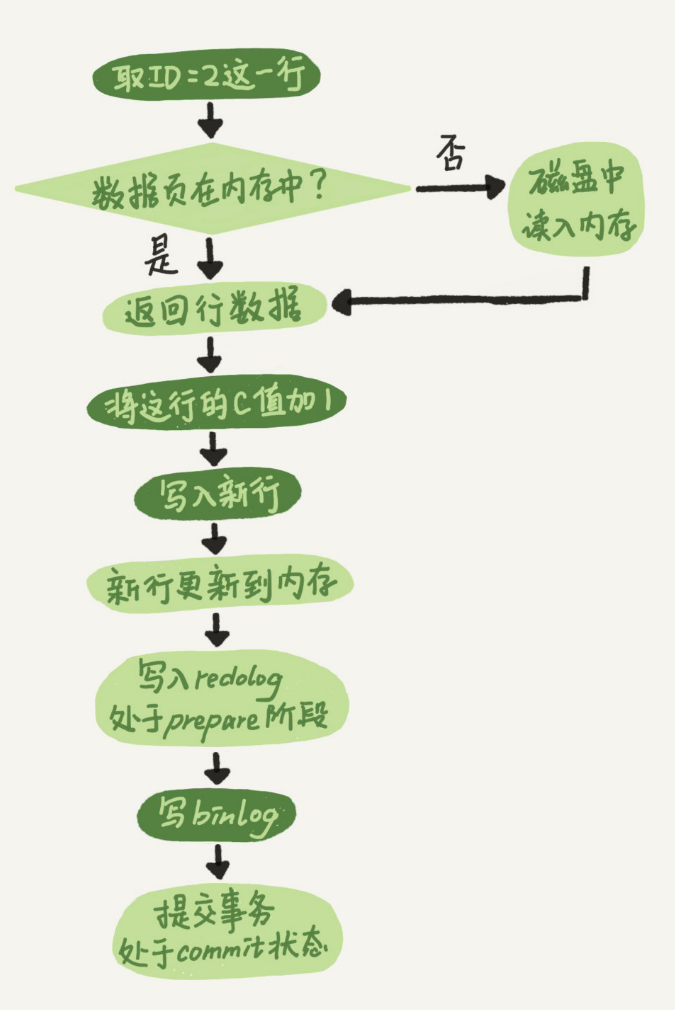 取ID=2这一行
数据页在内存中？
否
磁盘中
读入内存
是
返回行数据
将这行的C值加1
写入新行
新行更新到内存
写入redolog
处于prepare阶段
写binlog
提交事务
处于commit状态